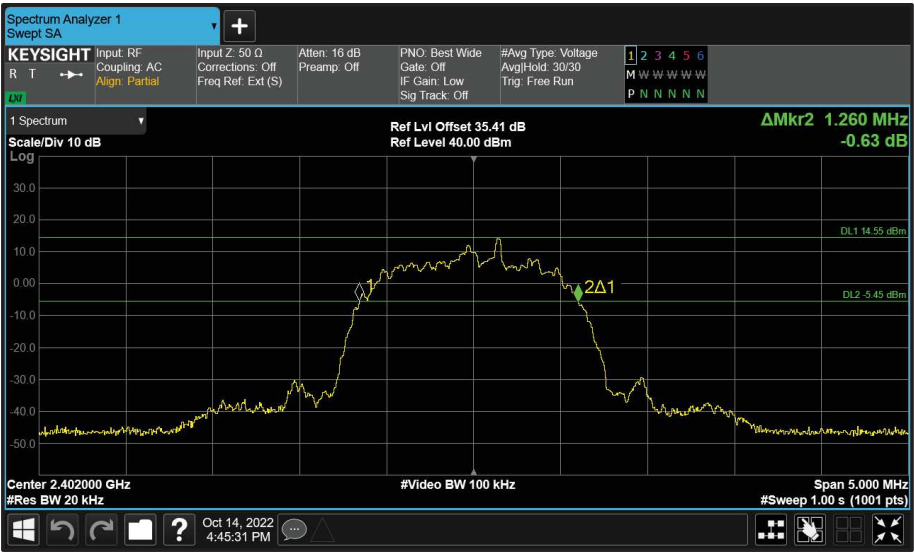 Spectrum Analyzer 1
Swept SA
+
KEYSIGHT
R T
LXI
Input: RF
Coupling: AC
Align: Partial
Input Z: 50 Ω
Corrections: Off
Freq Ref: Ext (S)
Atten: 16 dB
Preamp: Off
PNO: Best Wide
Gate: Off
IF Gain: Low
Sig Track: Off
#Avg Type: Voltage
Avg|Hold: 30/30
Trig: Free Run
1 2 3 4 5 6
M W W W W W
P N N N N N
1 Spectrum
Scale/Div 10 dB
Ref Lvl Offset 35.41 dB
Ref Level 40.00 dBm
ΔMkr2 1.260 MHz
-0.63 dB
Log
30.0
20.0
10.0
DL1 14.55 dBm
0.00
1
2Δ1
DL2 -5.45 dBm
-10.0
-20.0
-30.0
-40.0
-50.0
Center 2.402000 GHz
#Video BW 100 kHz
Span 5.000 MHz
#Res BW 20 kHz
#Sweep 1.00 s (1001 pts)
?
Oct 14, 2022
4:45:31 PM